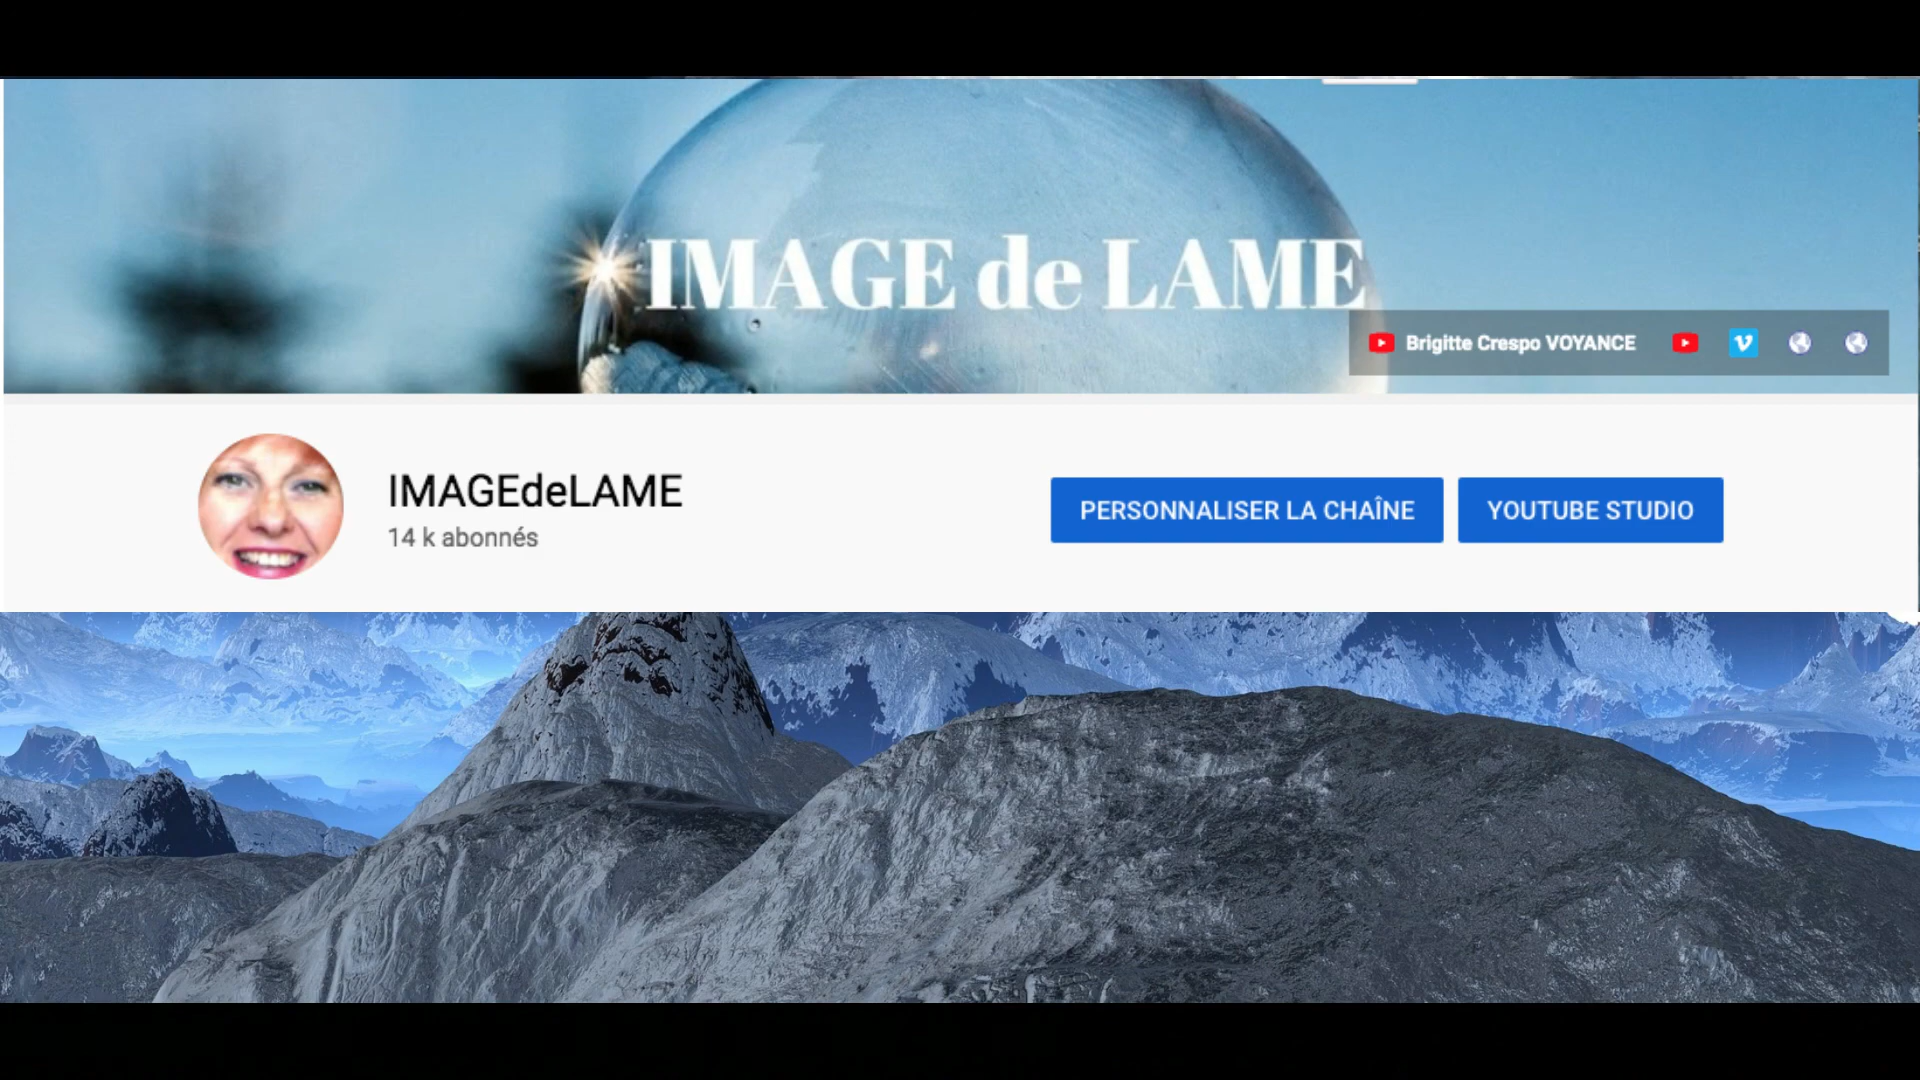 IMAGE de LAME
Brigitte Crespo VOYANCE
IMAGEdeLAME
14 k abonnés
PERSONNALISER LA CHAÎNE
YOUTUBE STUDIO